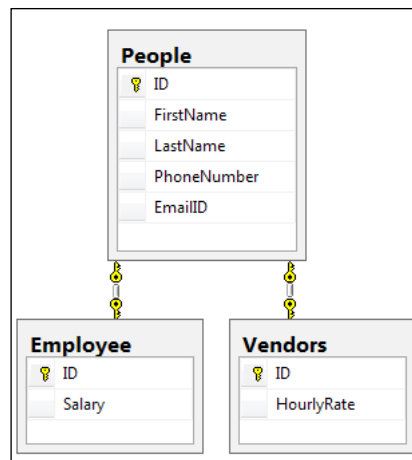 People
ID
FirstName
LastName
PhoneNumber
EmailID
Employee
ID
Salary
Vendors
ID
HourlyRate